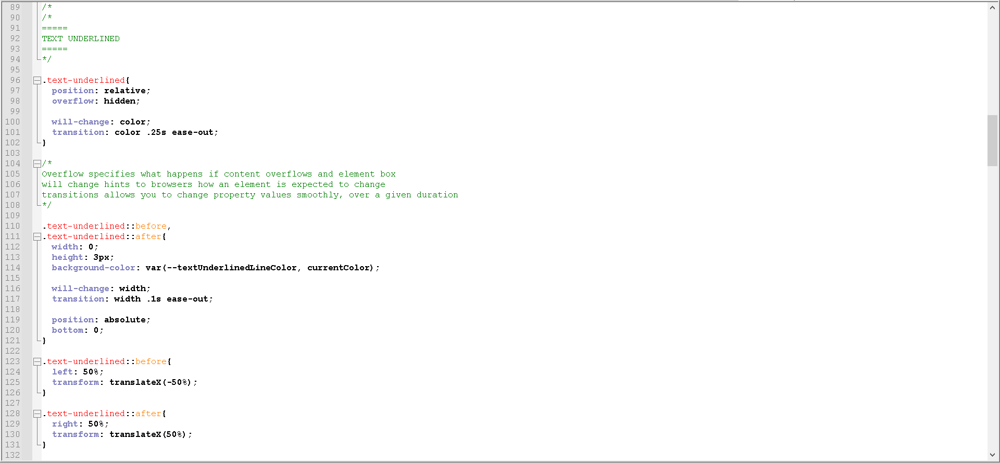 89 /*
90 /*
91 =====
92 TEXT UNDERLINED
93 =====
94 */
95
96 .text-underlined{
97   position: relative;
98   overflow: hidden;
99
100   will-change: color;
101   transition: color .25s ease-out;
102 }
103
104 /*
105 Overflow specifies what happens if content overflows and element box
106 will change hints to browsers how an element is expected to change
107 transitions allows you to change property values smoothly, over a given duration
108 */
109
110 .text-underlined::before,
111 .text-underlined::after{
112   width: 0;
113   height: 3px;
114   background-color: var(--textUnderlinedLineColor, currentColor);
115
116   will-change: width;
117   transition: width .1s ease-out;
118
119   position: absolute;
120   bottom: 0;
121 }
122
123 .text-underlined::before{
124   left: 50%;
125   transform: translateX(-50%);
126 }
127
128 .text-underlined::after{
129   right: 50%;
130   transform: translateX(50%);
131 }
132